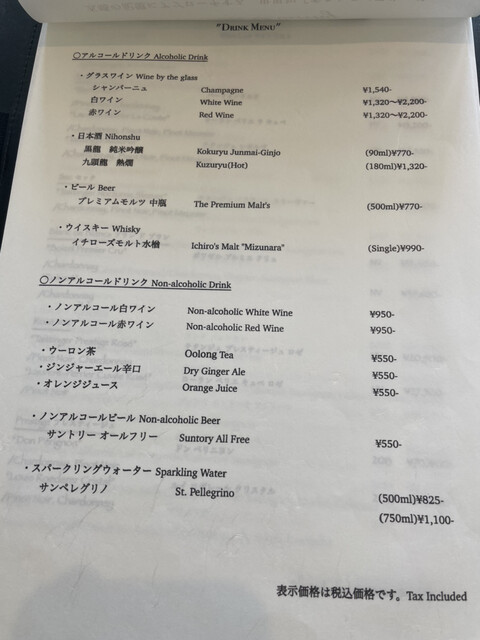 "Drink Menu"
○アルコールドリンク Alcoholic Drink
・グラスワイン Wine by the glass
シャンパーニュ Champagne ¥1,540-
白ワイン White Wine ¥1,320〜¥2,200-
赤ワイン Red Wine ¥1,320〜¥2,200-
・日本酒 Nihonshu
黒龍 純米吟醸 Kokuryu Junmai-Ginjo (90ml)¥770-
九頭龍 熱燗 Kuzuryu(Hot) (180ml)¥1,320-
・ビール Beer
プレミアムモルツ 中瓶 The Premium Malt's (500ml)¥770-
・ウイスキー Whisky
イチローズモルト水楢 Ichiro's Malt "Mizunara" (Single)¥990-
○ノンアルコールドリンク Non-alcoholic Drink
・ノンアルコール白ワイン Non-alcoholic White Wine ¥950-
・ノンアルコール赤ワイン Non-alcoholic Red Wine ¥950-
・ウーロン茶 Oolong Tea ¥550-
・ジンジャーエール辛口 Dry Ginger Ale ¥550-
・オレンジジュース Orange Juice ¥550-
・ノンアルコールビール Non-alcoholic Beer
サントリー オールフリー Suntory All Free ¥550-
・スパークリングウォーター Sparkling Water
サンペレグリノ St. Pellegrino (500ml)¥825-
(750ml)¥1,100-
表示価格は税込価格です。Tax Included